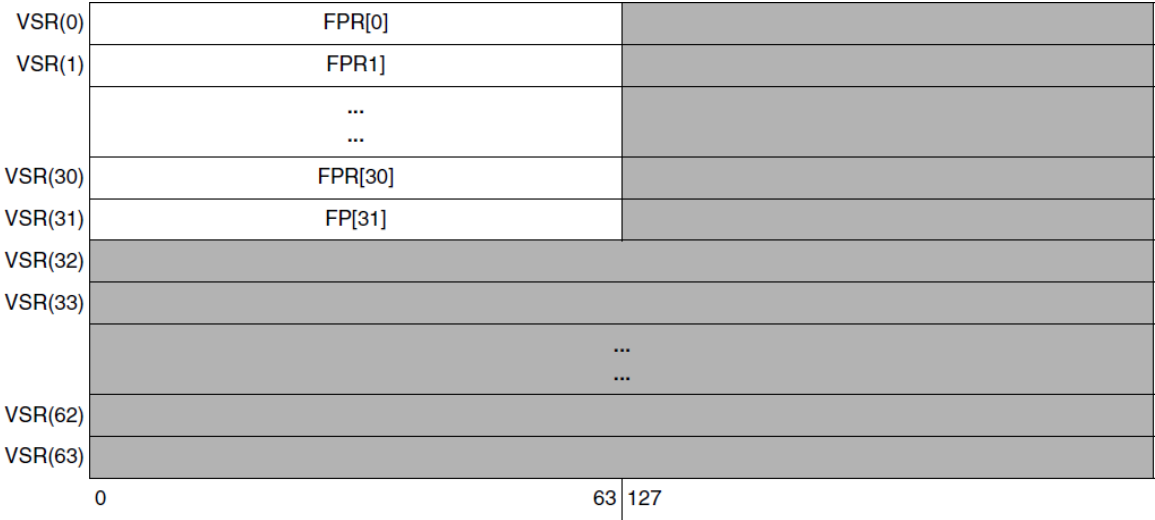 VSR(0) FPR[0]
VSR(1) FPR1]
...
...
VSR(30) FPR[30]
VSR(31) FP[31]
VSR(32)
VSR(33)
...
...
VSR(62)
VSR(63)
0 63 127